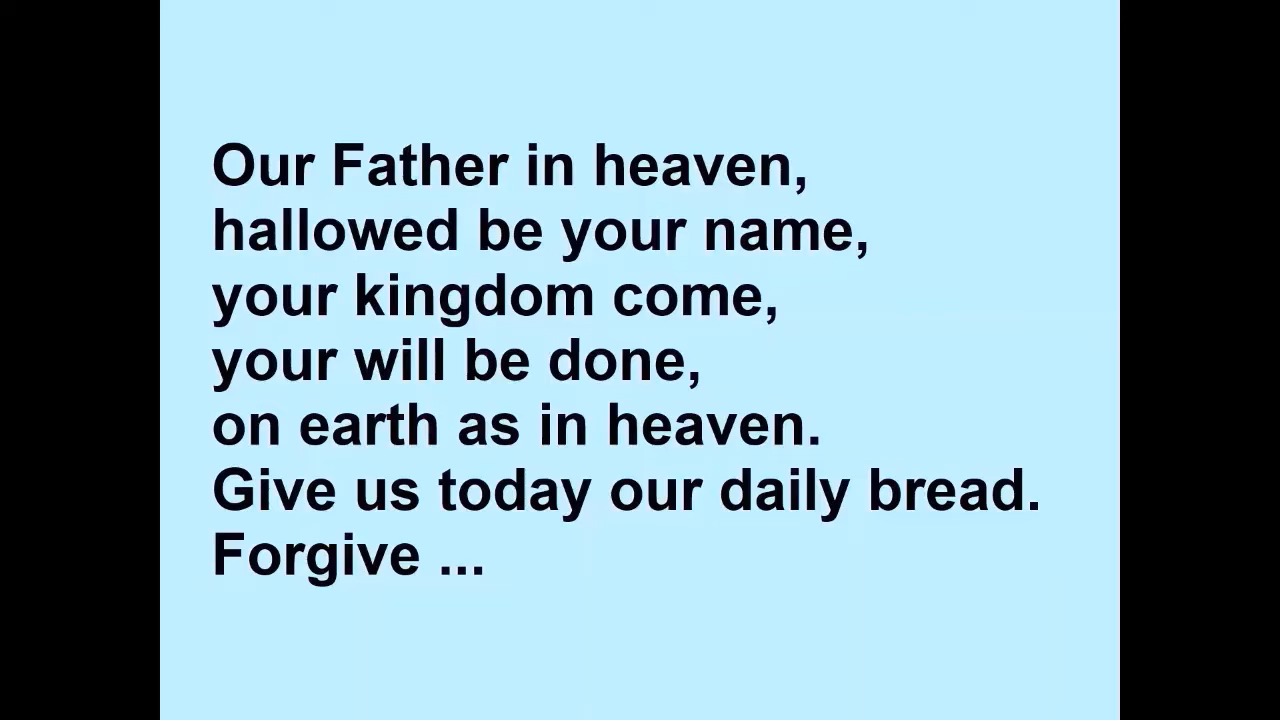 Our Father in heaven,
hallowed be your name,
your kingdom come,
your will be done,
on earth as in heaven.
Give us today our daily bread.
Forgive ...